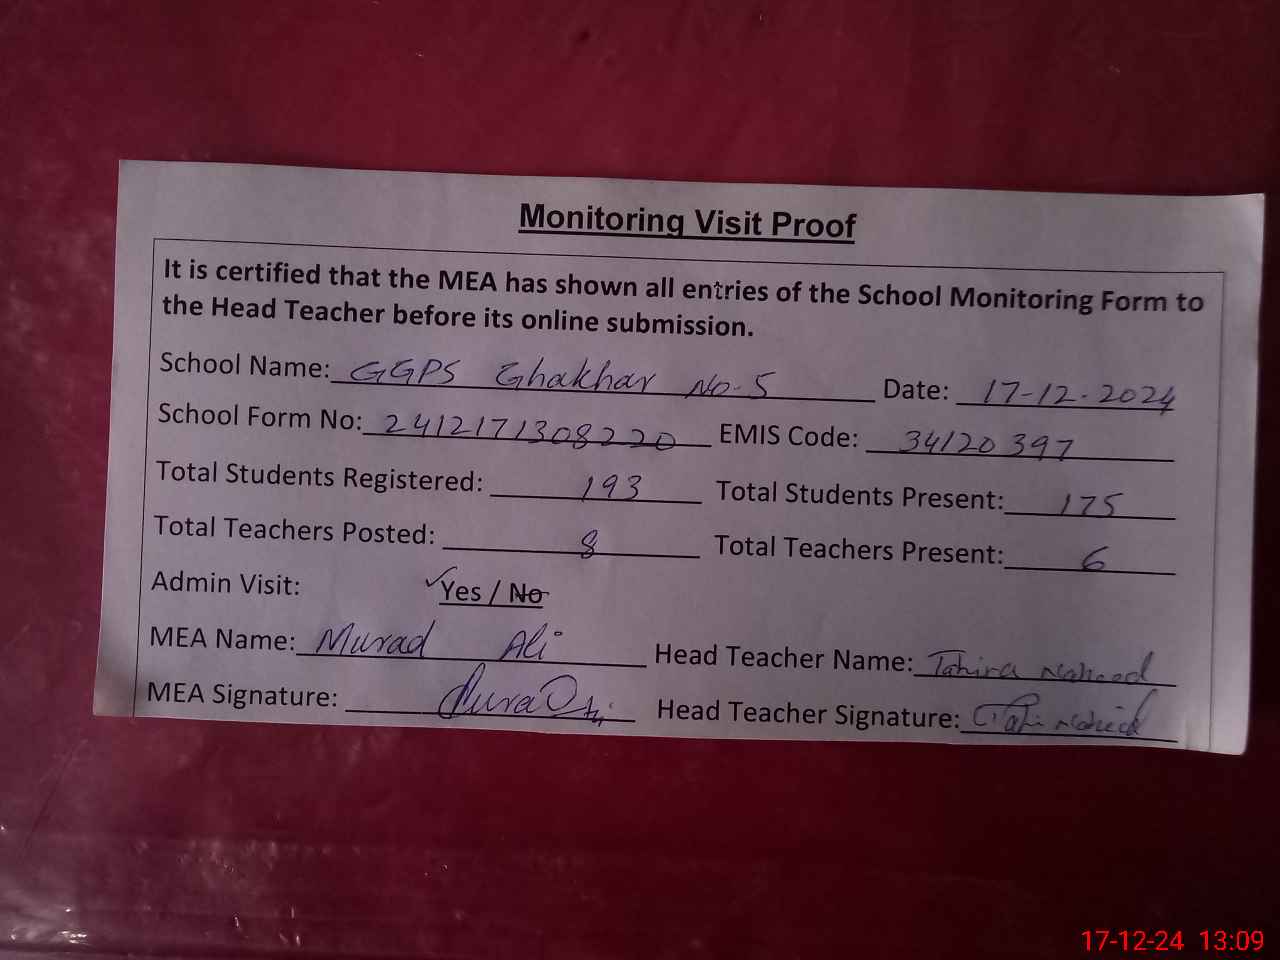 Monitoring Visit Proof
It is certified that the MEA has shown all entries of the School Monitoring Form to
the Head Teacher before its online submission.
School Name: GGPS Ghakhar No-5 Date: 17-12-2024
School Form No: 2412171308220 EMIS Code: 34120397
Total Students Registered: 193 Total Students Present: 175
Total Teachers Posted: 8 Total Teachers Present: 6
Admin Visit: Yes / No
MEA Name: Murad Ali Head Teacher Name: Tahira Naheed
MEA Signature: Head Teacher Signature:
17-12-24 13:09